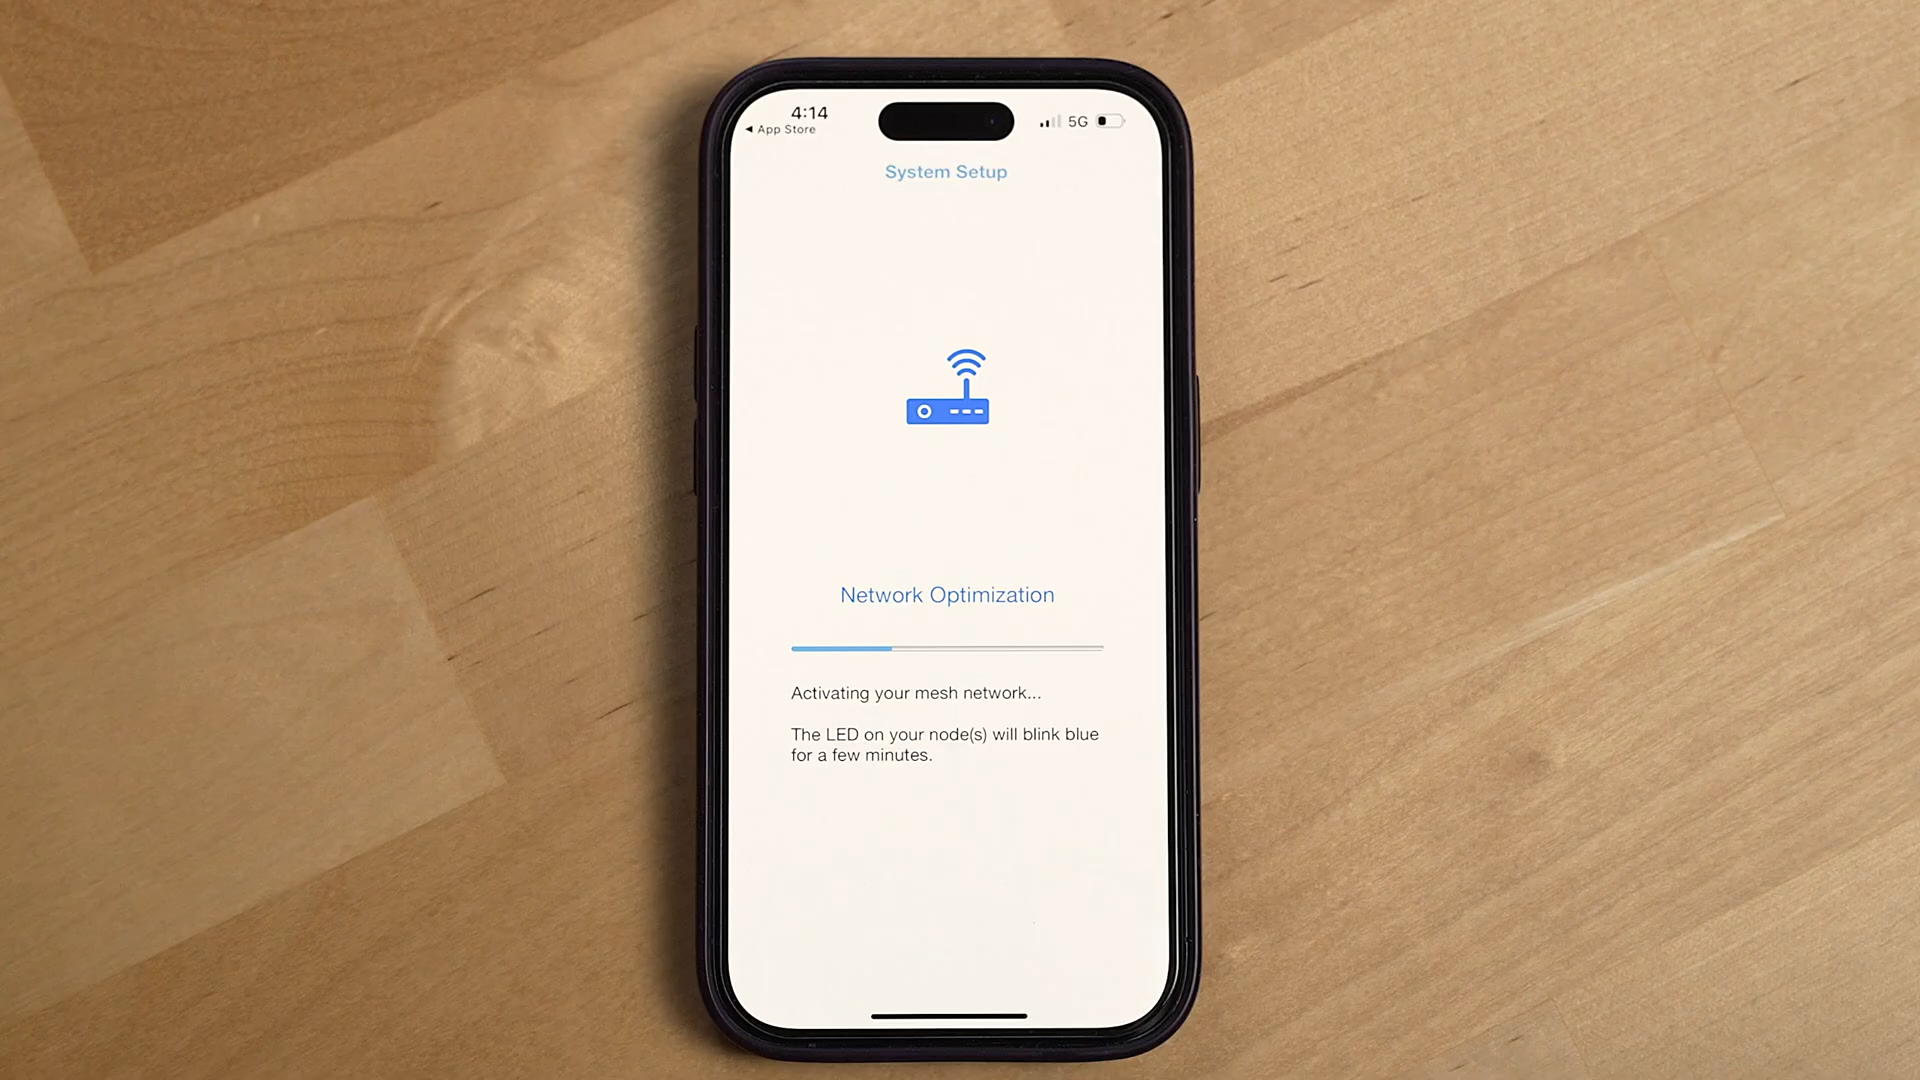 4:14
◀ App Store
5G
System Setup
Network Optimization
Activating your mesh network...
The LED on your node(s) will blink blue
for a few minutes.